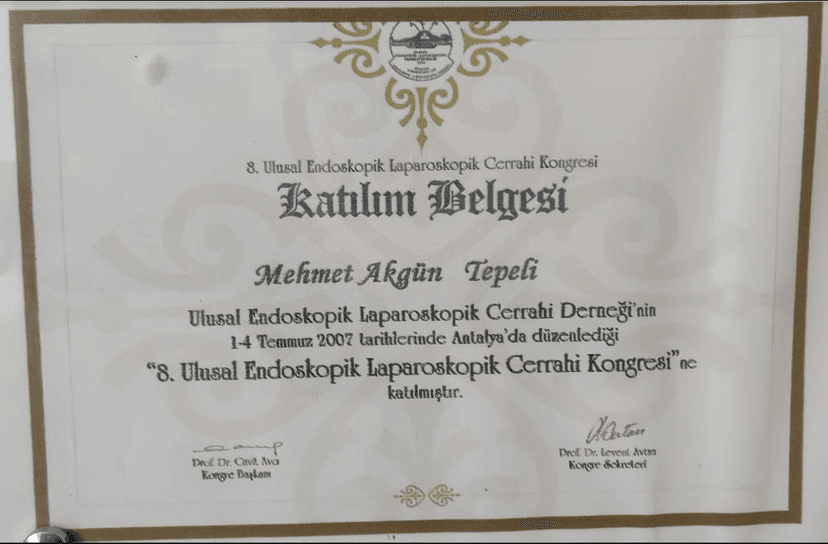 8. Ulusal Endoskopik Laparoskopik Cerrahi Kongresi
Katılım Belgesi
Mehmet Akgün Tepeli
Ulusal Endoskopik Laparoskopik Cerrahi Derneği'nin
1-4 Temmuz 2007 tarihlerinde Antalya'da düzenlediği
"8. Ulusal Endoskopik Laparoskopik Cerrahi Kongresi"ne
katılmıştır.
Prof. Dr. Cavit Avcı
Kongre Başkanı
Prof. Dr. Levent Avtan
Kongre Sekreteri